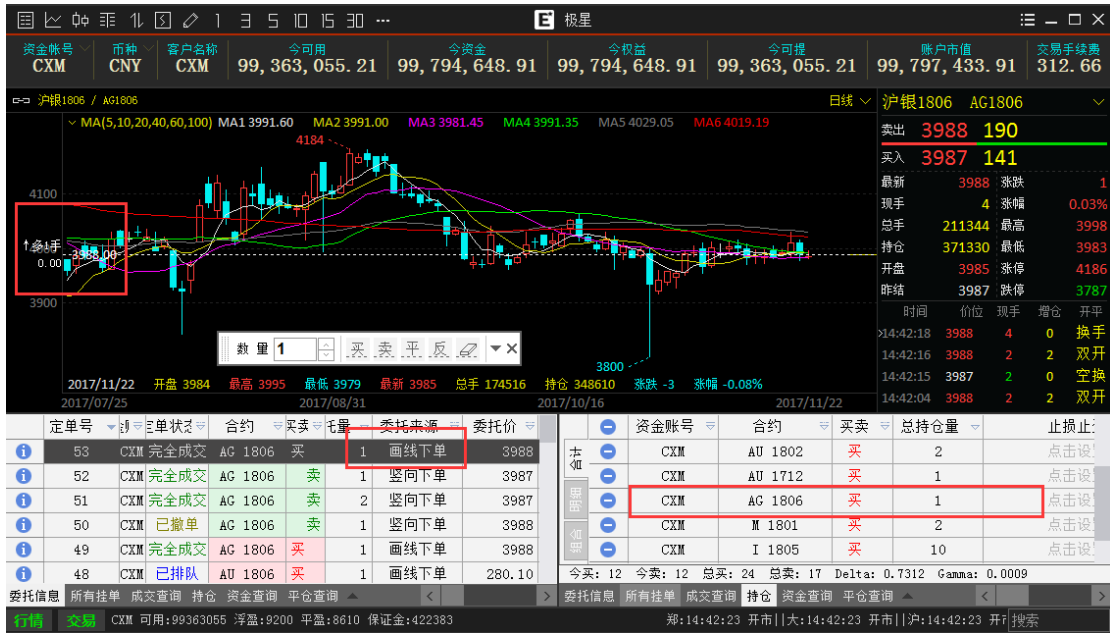 1 3 5 10 15 30 ··· E 极星
资金帐号 币种 客户名称 今可用 今资金 今权益 今可提 账户市值 交易手续费
CXM CNY CXM 99,363,055.21 99,794,648.91 99,794,648.91 99,363,055.21 99,797,433.91 312.66
沪银1806 / AG1806 日线
MA(5,10,20,40,60,100) MA1 3991.60 MA2 3991.00 MA3 3981.45 MA4 3991.35 MA5 4029.05 MA6 4019.19
4184
4100
3988.00
0.00
3900
3800
数量 1 买 卖 平 反
2017/11/22 开盘 3984 最高 3995 最低 3979 最新 3985 总手 174516 持仓 348610 涨跌 -3 涨幅 -0.08%
2017/07/25 2017/08/31 2017/10/16 2017/11/22
沪银1806 AG1806
卖出 3988 190
买入 3987 141
最新 3988 涨跌 1
现手 4 涨幅 0.03%
总手 211344 最高 3998
持仓 371330 最低 3983
开盘 3985 涨停 4186
昨结 3987 跌停 3787
时间 价位 现手 增仓 开平
14:42:18 3988 4 0 换手
14:42:16 3988 2 2 双开
14:42:15 3987 2 0 空换
14:42:04 3988 2 2 双开
定单号 合约 买卖 委托来源 委托价
53 CXM 完全成交 AG 1806 买 1 画线下单 3988
52 CXM 完全成交 AG 1806 卖 1 竖向下单 3987
51 CXM 完全成交 AG 1806 卖 2 竖向下单 3987
50 CXM 已撤单 AG 1806 卖 1 竖向下单 3988
49 CXM 完全成交 AG 1806 买 1 画线下单 3988
48 CXM 已排队 AU 1806 买 1 画线下单 280.10
委托信息 所有挂单 成交查询 持仓 资金查询 平仓查询
资金账号 合约 买卖 总持仓量 止损止
合计
明细
组合
CXM AU 1802 买 2 点击设
CXM AU 1712 买 1 点击设
CXM AG 1806 买 1 点击设
CXM M 1801 买 2 点击设
CXM I 1805 买 10 点击设
今买: 12 今卖: 12 总买: 24 总卖: 17 Delta: 0.7312 Gamma: 0.0009
委托信息 所有挂单 成交查询 持仓 资金查询 平仓查询
行情 交易 CXM 可用:99363055 浮盈:9200 平盈:8610 保证金:422383 郑:14:42:23 开市||大:14:42:23 开市||沪:14:42:23 开 搜索